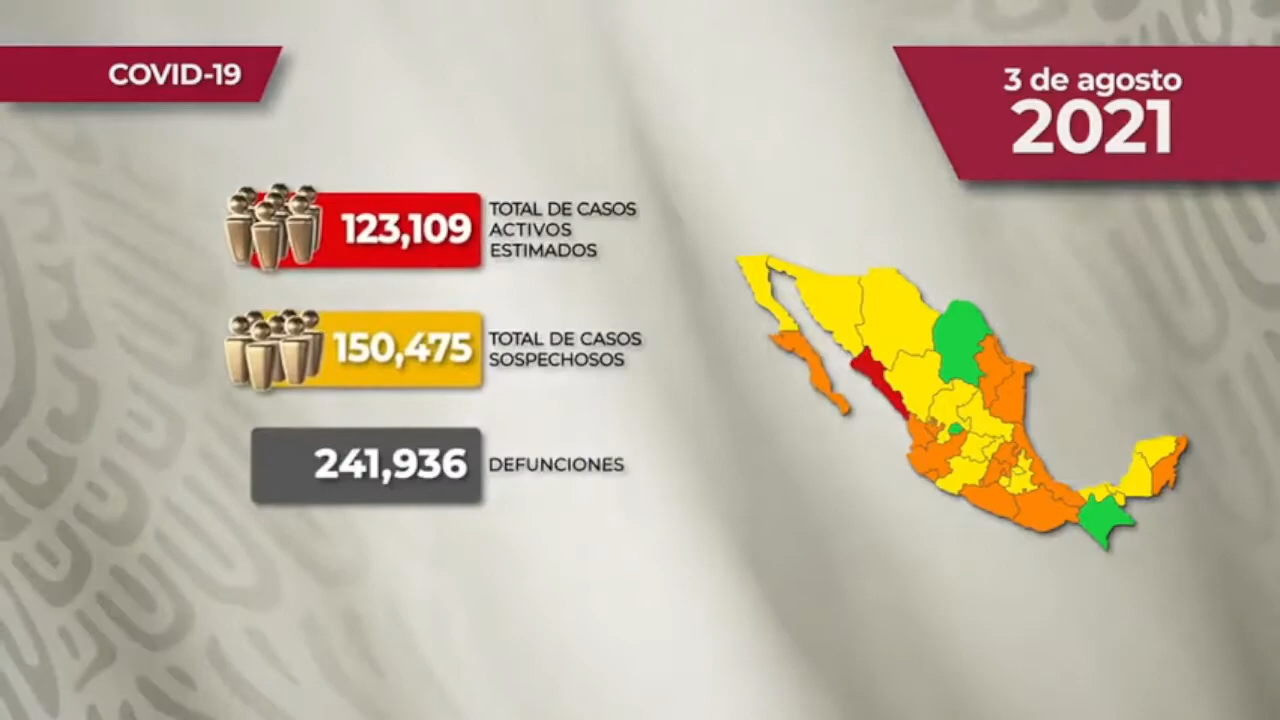 COVID-19
3 de agosto
2021
123,109
TOTAL DE CASOS
ACTIVOS
ESTIMADOS
150,475
TOTAL DE CASOS
SOSPECHOSOS
241,936
DEFUNCIONES